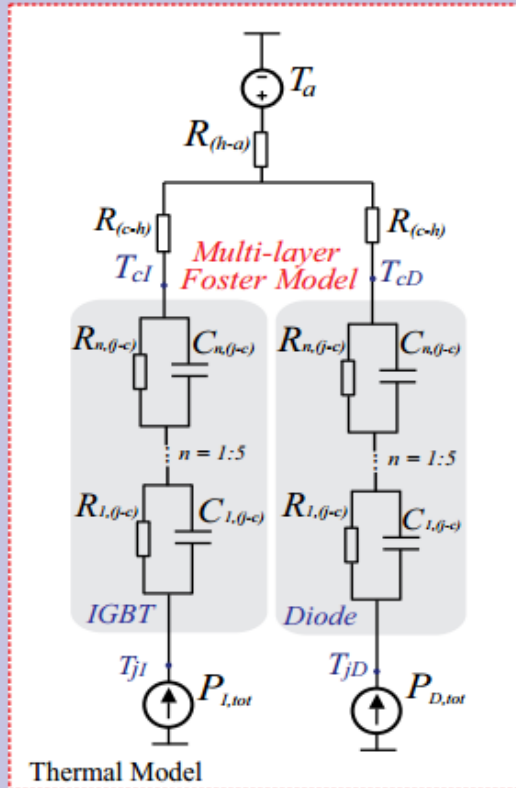 Ta
R(h-a)
R(c-h)
R(c-h)
Multi-layer
Foster Model
TcI
TcD
Rn,(j-c)
Cn,(j-c)
Rn,(j-c)
Cn,(j-c)
n = 1:5
n = 1:5
R1,(j-c)
C1,(j-c)
R1,(j-c)
C1,(j-c)
IGBT
Diode
TjI
TjD
PI,tot
PD,tot
Thermal Model